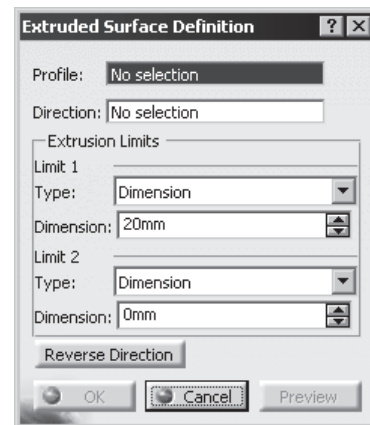 Extruded Surface Definition ? X
Profile: No selection
Direction: No selection
Extrusion Limits
Limit 1
Type: Dimension
Dimension: 20mm
Limit 2
Type: Dimension
Dimension: 0mm
Reverse Direction
OK Cancel Preview